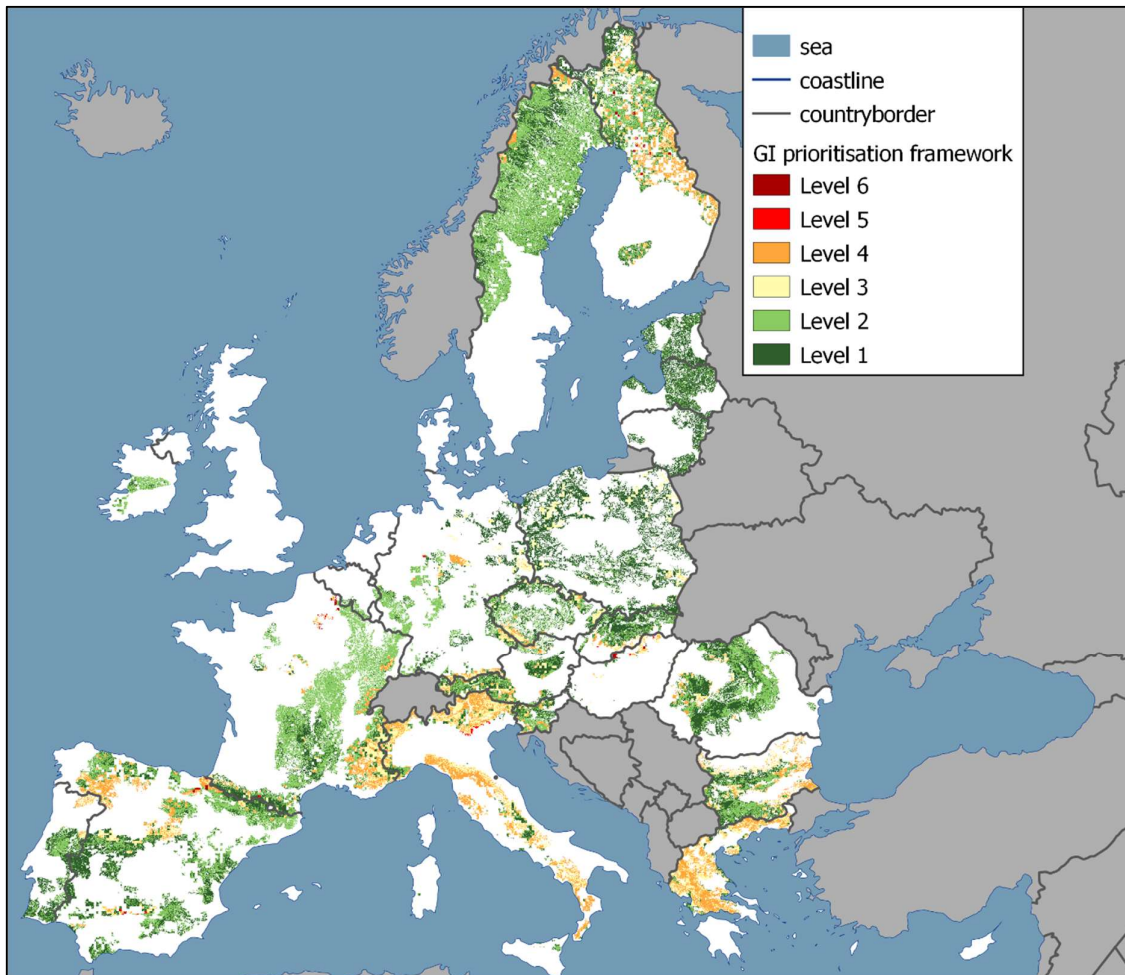 sea
coastline
countryborder
GI prioritisation framework
Level 6
Level 5
Level 4
Level 3
Level 2
Level 1